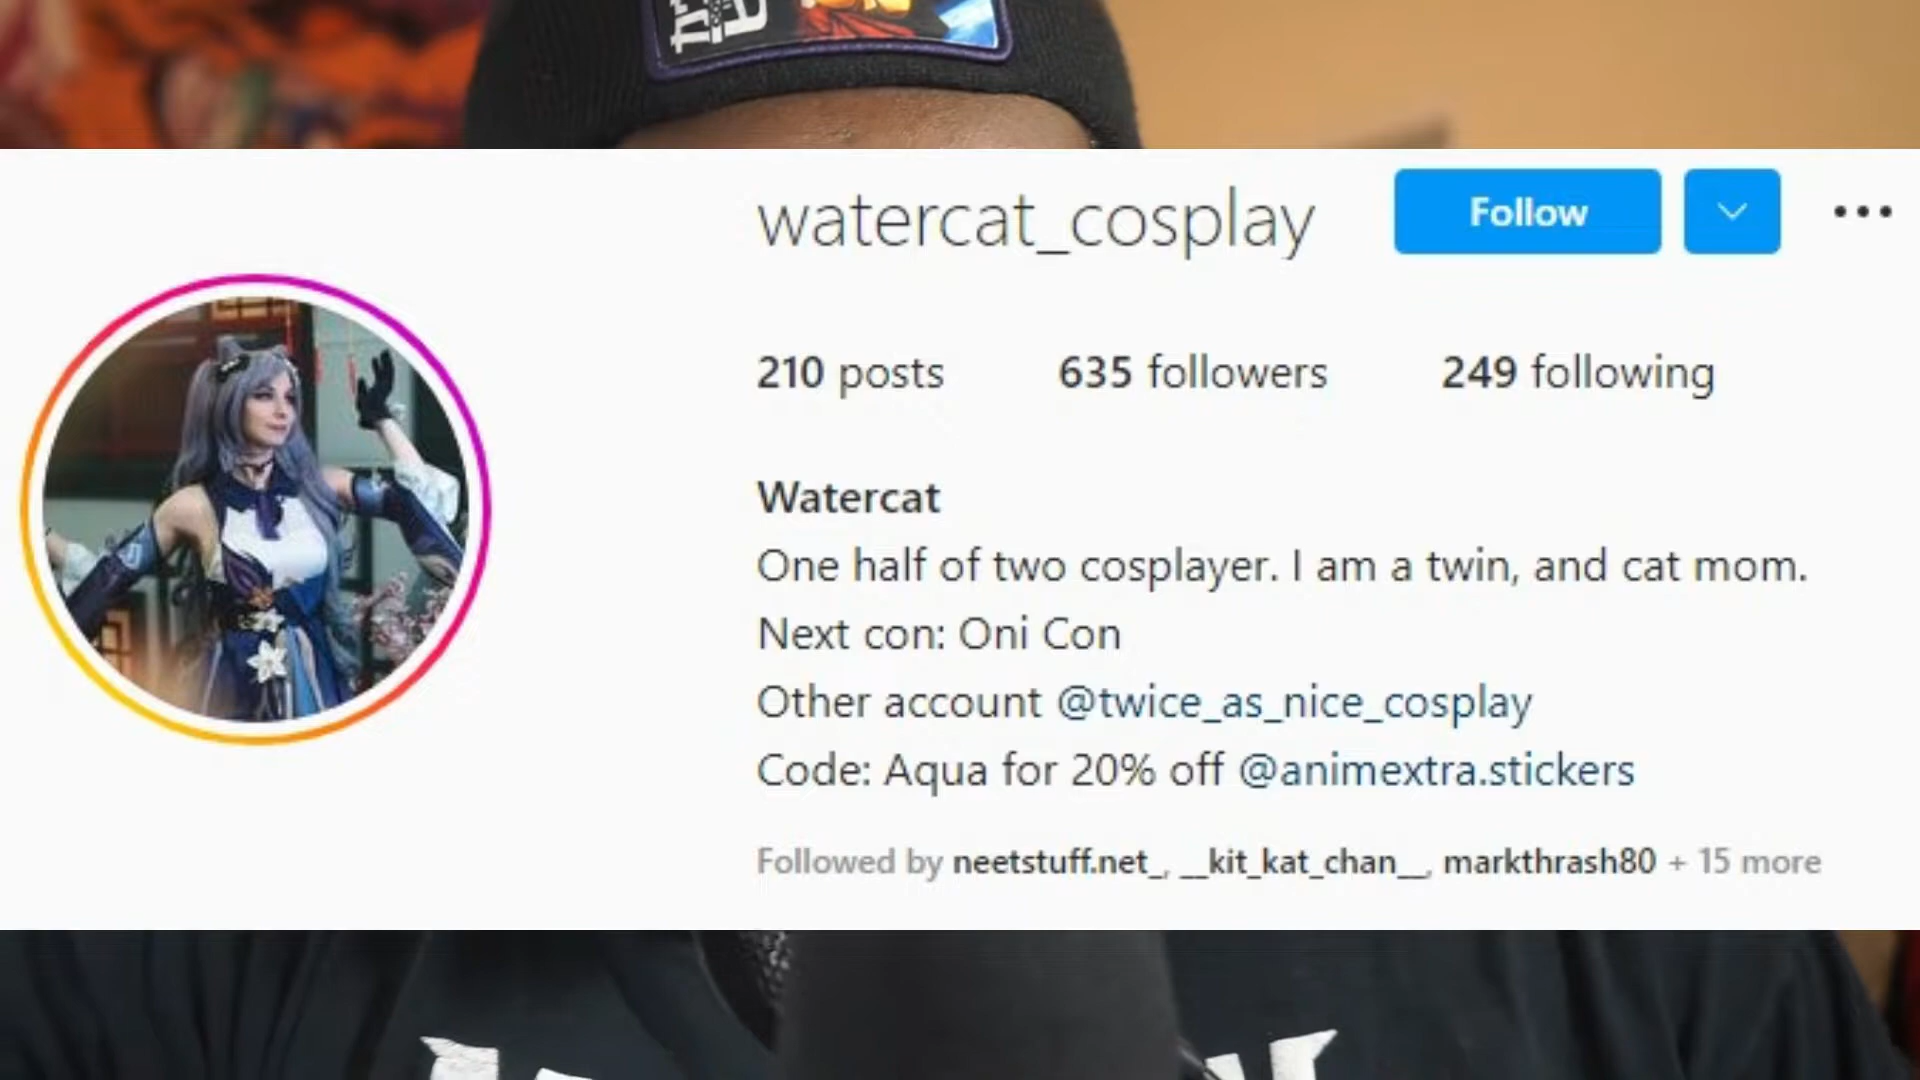 watercat_cosplay
Follow
210 posts 635 followers 249 following
Watercat
One half of two cosplayer. I am a twin, and cat mom.
Next con: Oni Con
Other account @twice_as_nice_cosplay
Code: Aqua for 20% off @animextra.stickers
Followed by neetstuff.net_, __kit_kat_chan__, markthrash80 + 15 more